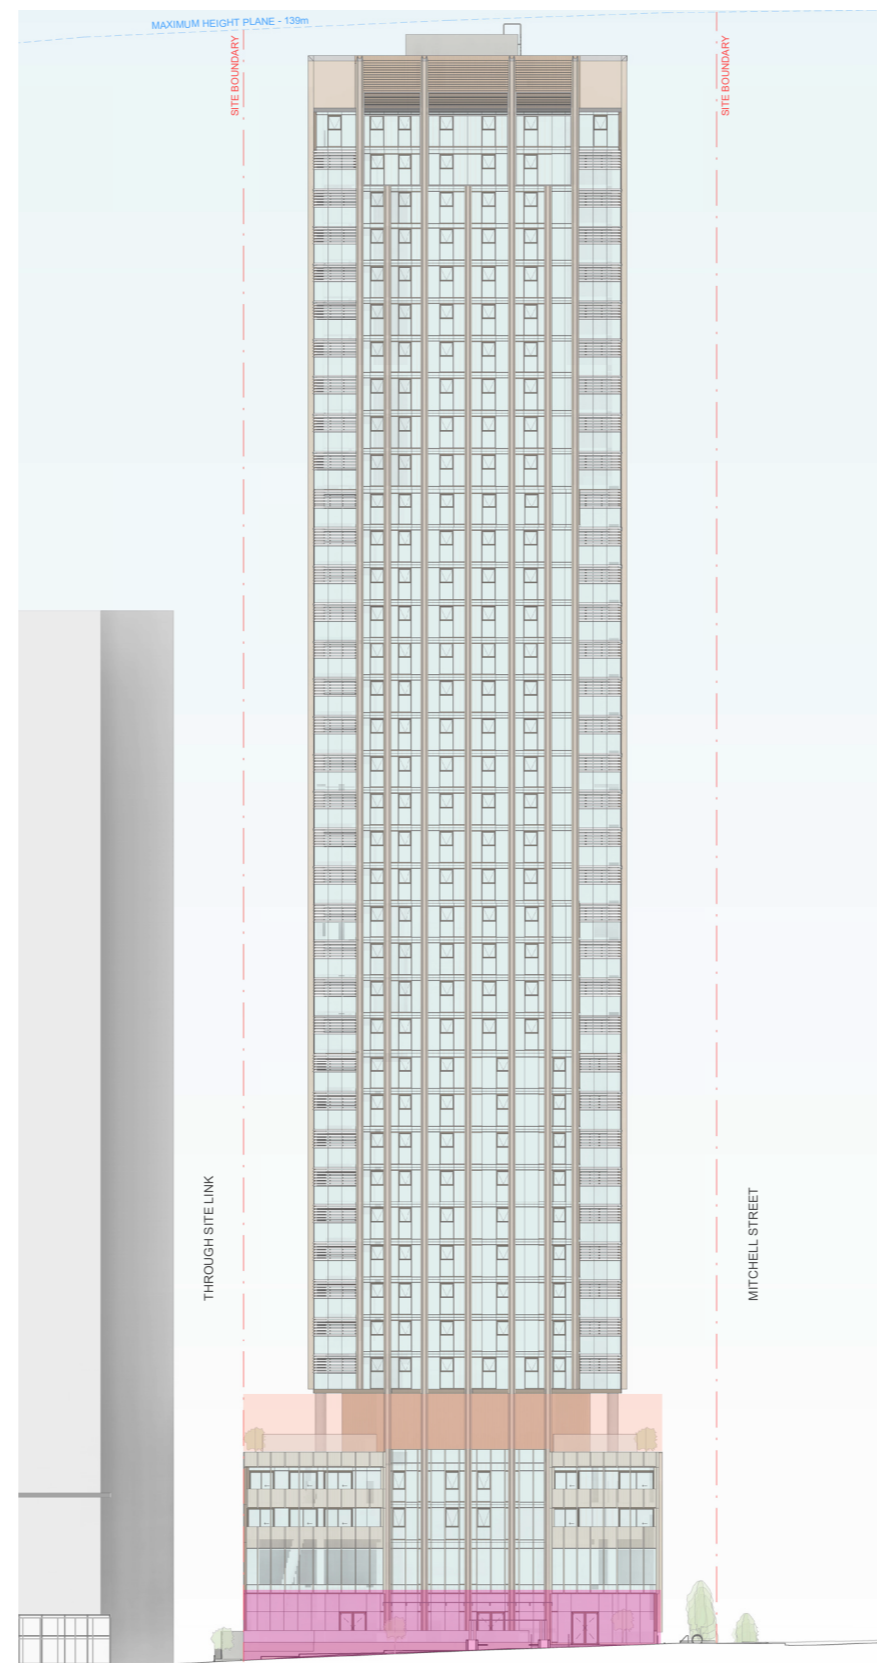 MAXIMUM HEIGHT PLANE - 139m
SITE BOUNDARY
SITE BOUNDARY
THROUGH SITE LINK
MITCHELL STREET